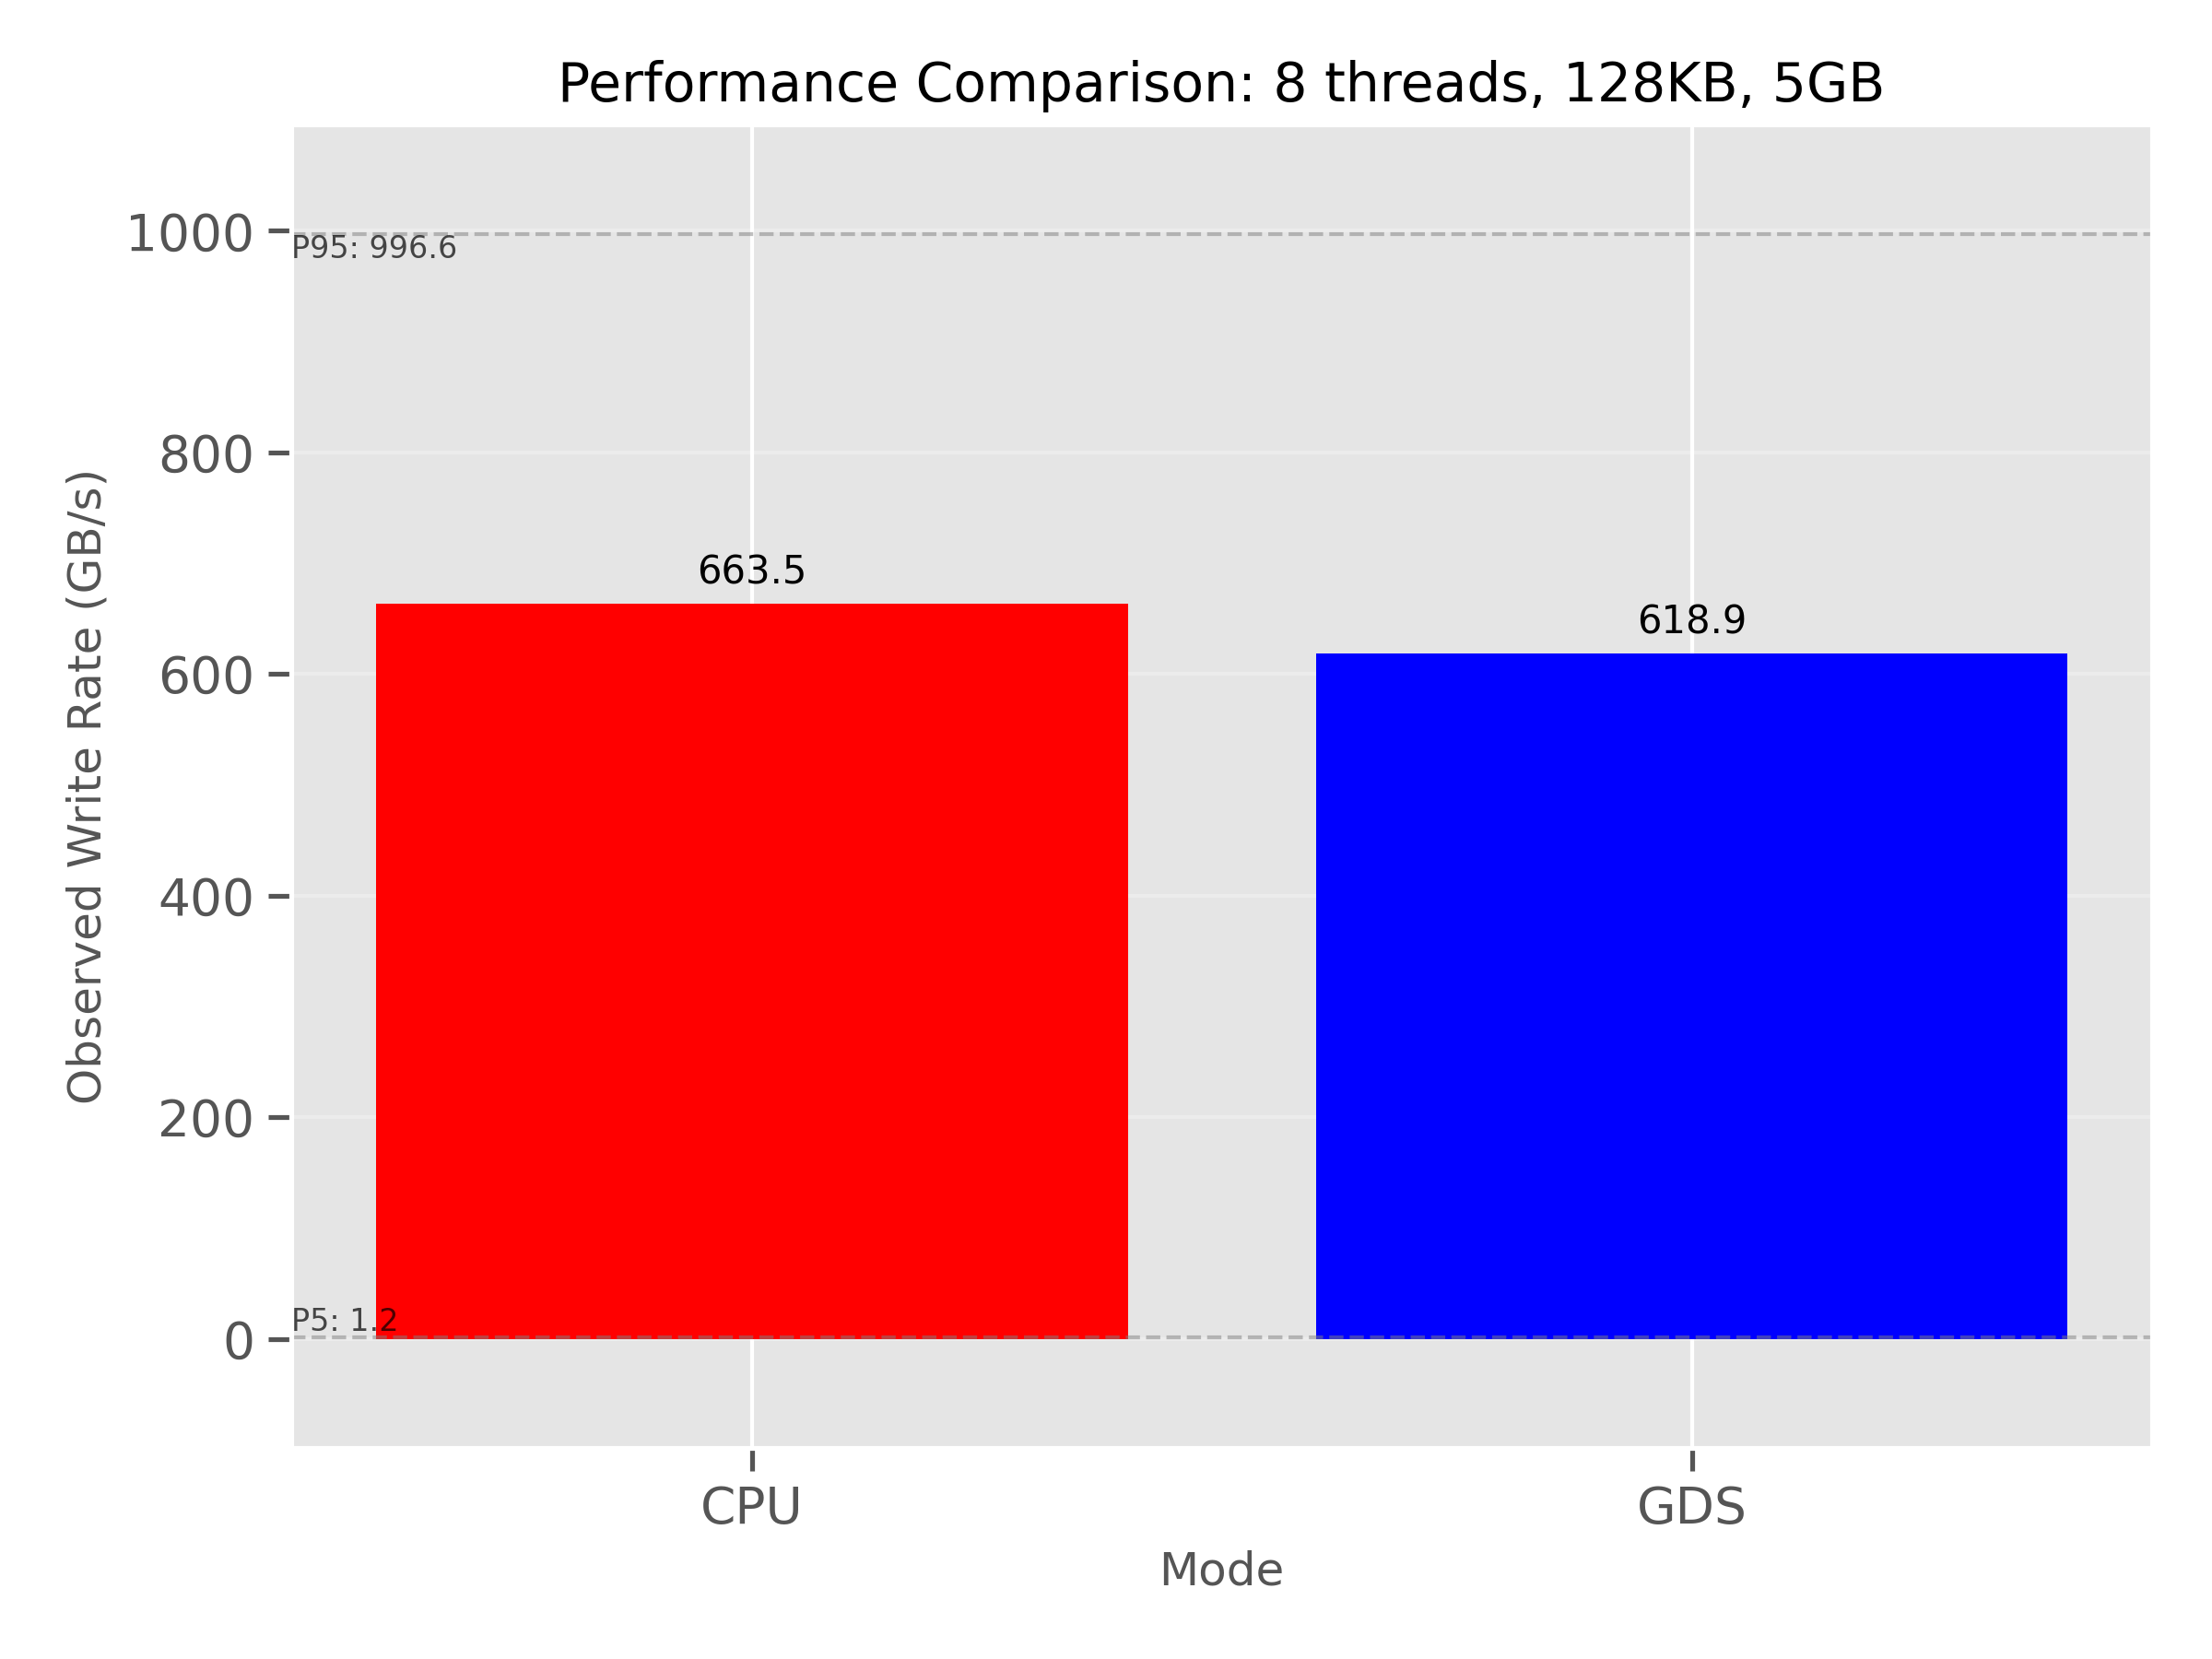 Performance Comparison: 8 threads, 128KB, 5GB
Observed Write Rate (GB/s)
1000
P95: 996.6
800
663.5
618.9
600
400
200
P5: 1.2
0
CPU
GDS
Mode